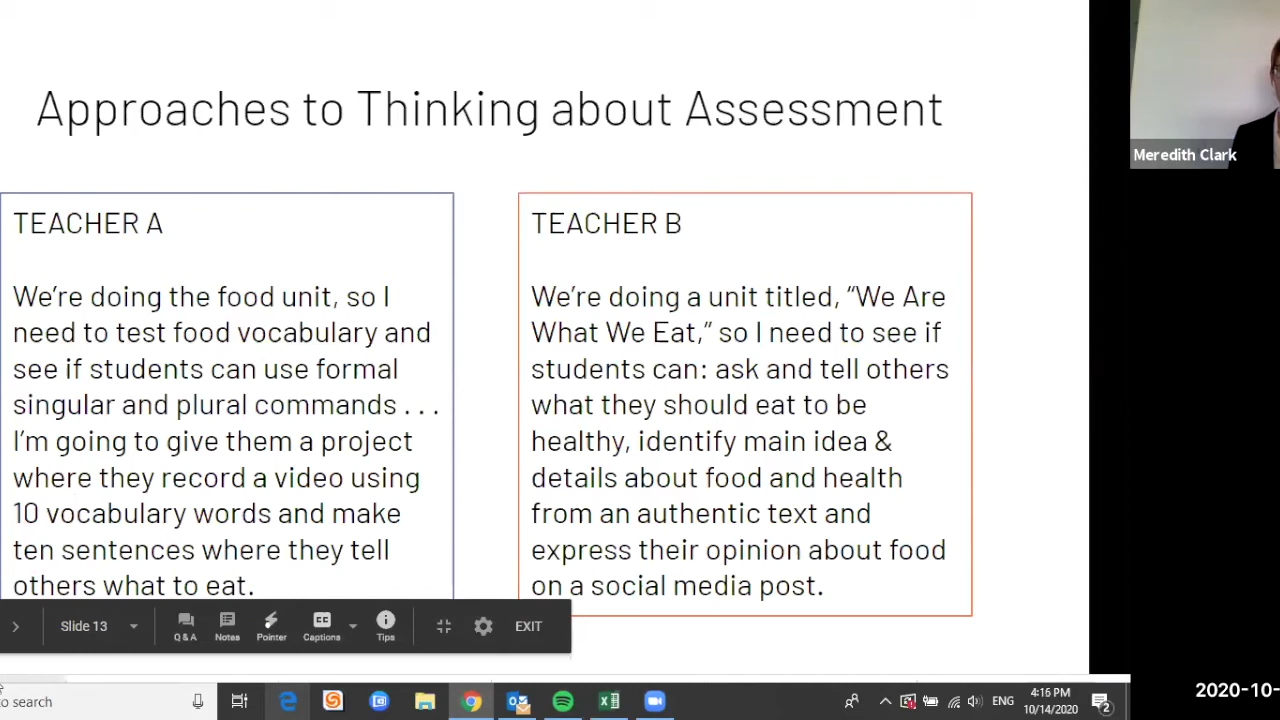 Approaches to Thinking about Assessment
Meredith Clark
TEACHER A
We're doing the food unit, so I
need to test food vocabulary and
see if students can use formal
singular and plural commands . . .
I'm going to give them a project
where they record a video using
10 vocabulary words and make
ten sentences where they tell
others what to eat.
TEACHER B
We're doing a unit titled, “We Are
What We Eat,” so I need to see if
students can: ask and tell others
what they should eat to be
healthy, identify main idea &
details about food and health
from an authentic text and
express their opinion about food
on a social media post.
Slide 13
Q & A
Notes
Pointer
CC
Captions
Tips
EXIT
to search
ENG
4:16 PM
10/14/2020
2
2020-10-